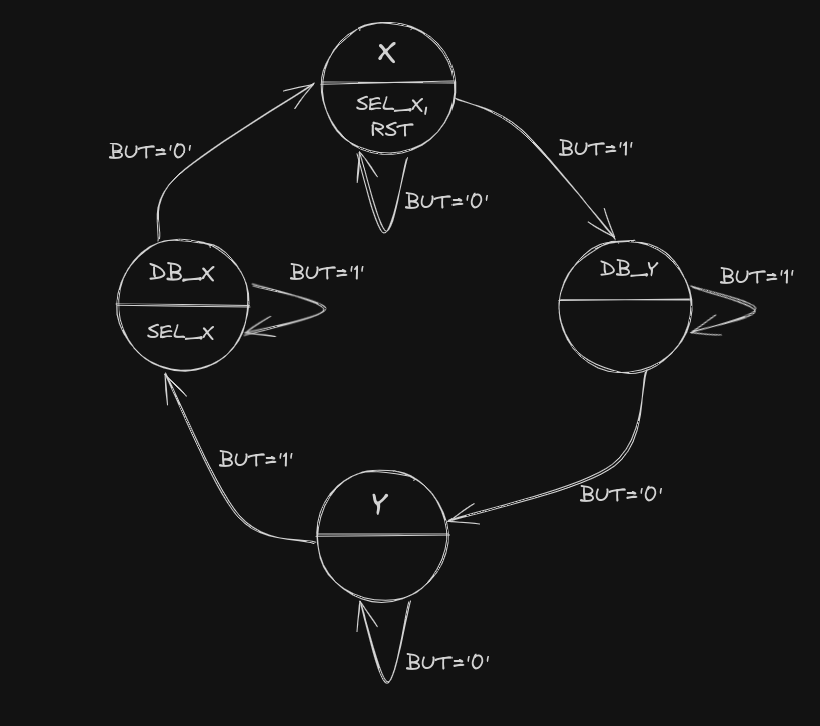 X
SEL_X,
RST
BUT='0'
BUT='1'
BUT='0'
DB_X
SEL_X
BUT='1'
DB_Y
BUT='1'
BUT='1'
BUT='0'
Y
BUT='0'